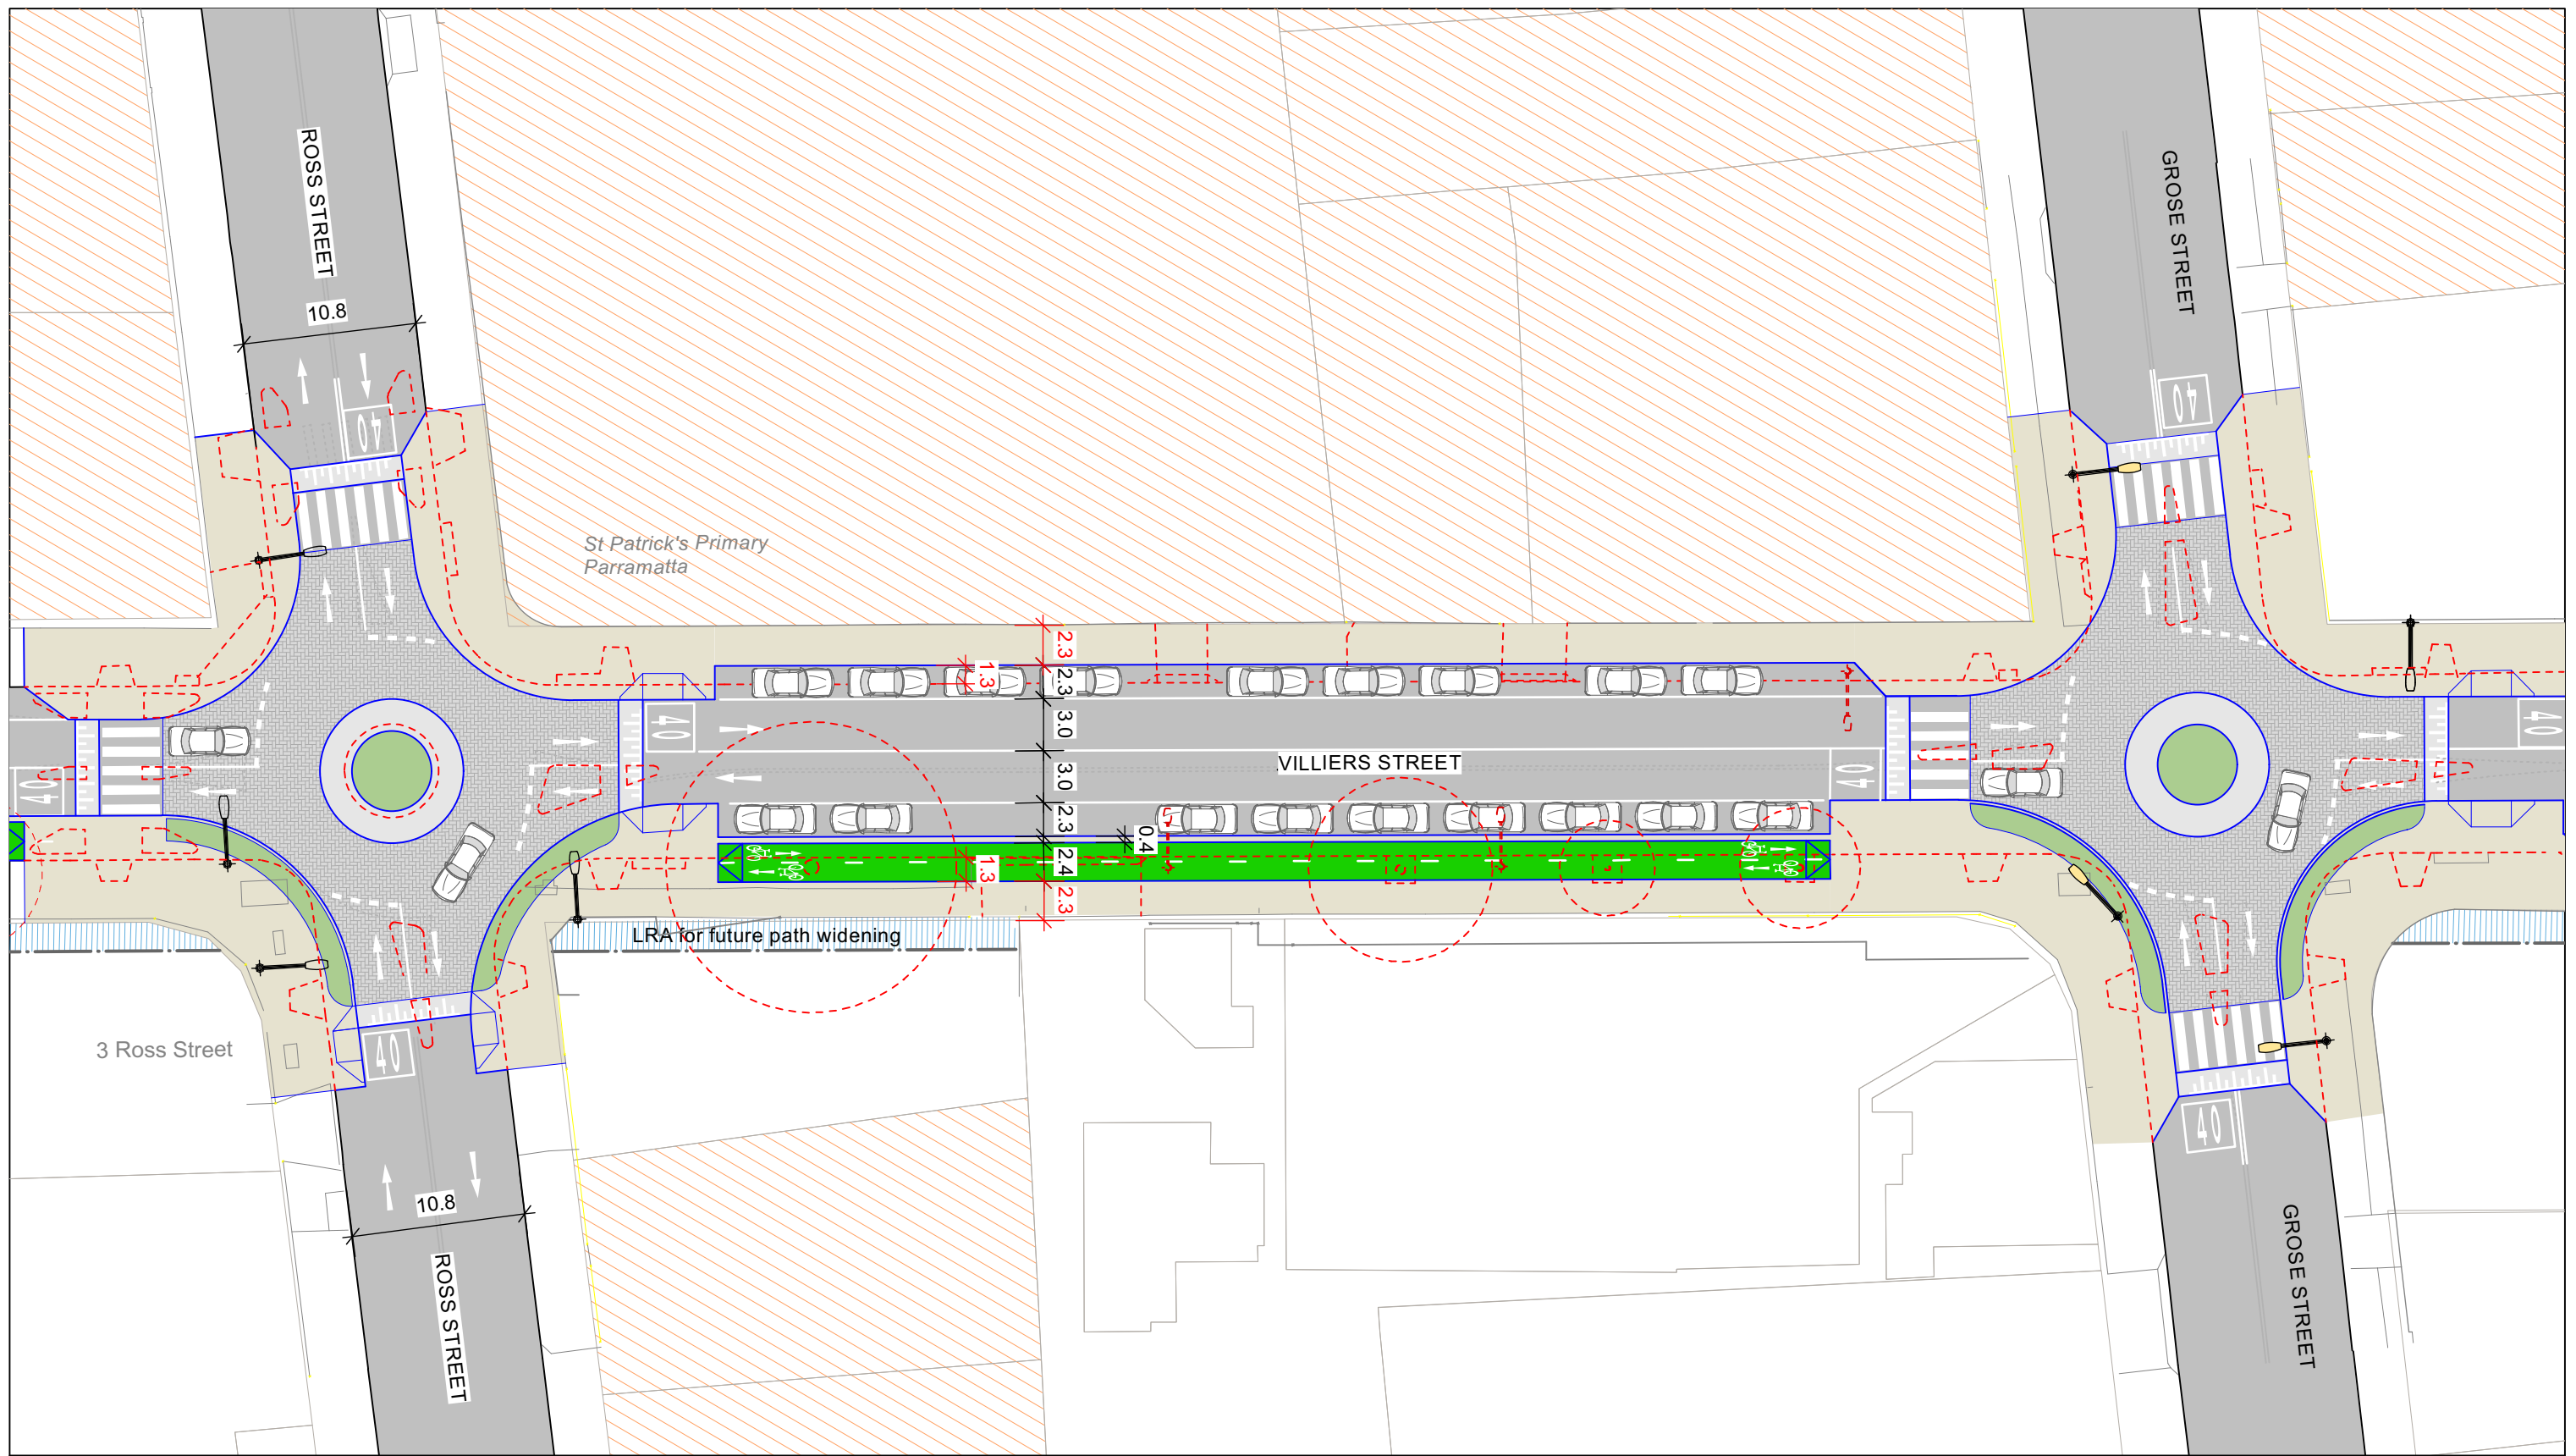 ROSS STREET
GROSE STREET
10.8
40
40
St Patrick's Primary
Parramatta
2.3
1.3
2.3
3.0
40
40
VILLIERS STREET
3.0
40
40
2.3
0.4
2.4
1.3
2.3
LRA for future path widening
3 Ross Street
40
40
10.8
ROSS STREET
GROSE STREET